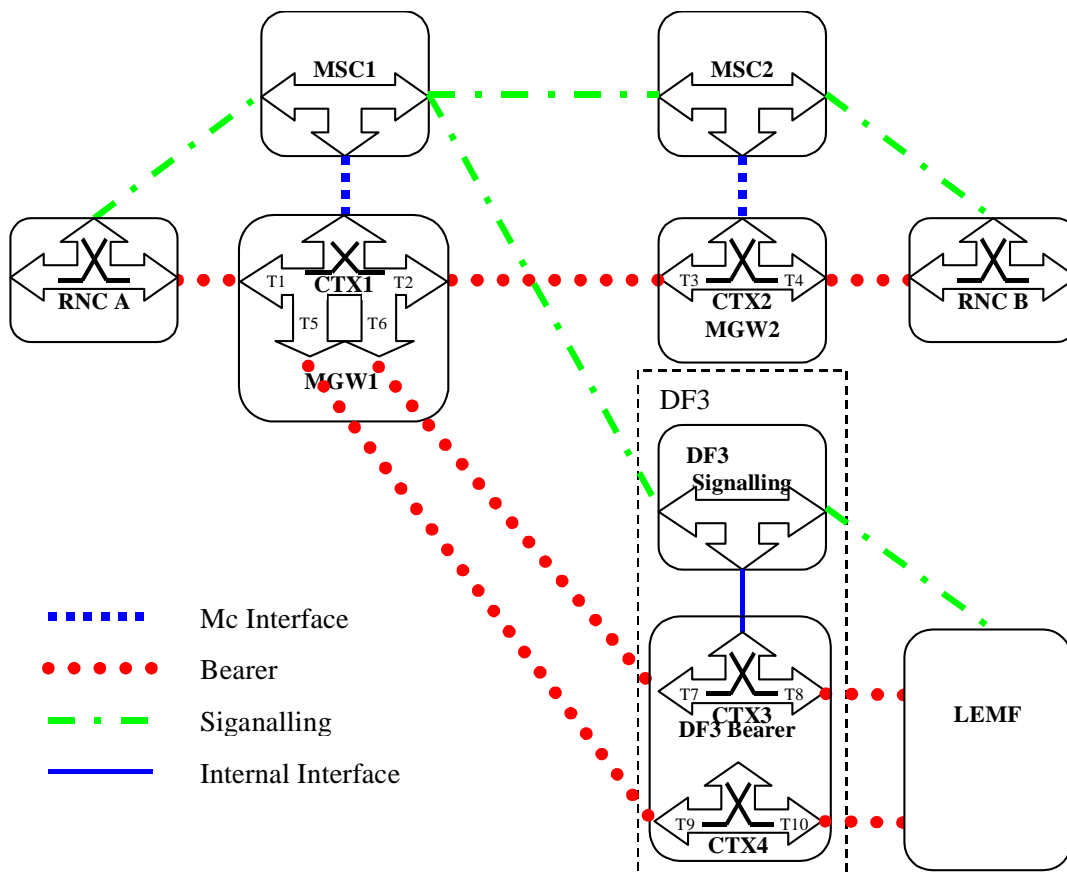 MSC1
MSC2
RNC A
T1
CTX1
T2
T5
T6
MGW1
T3
CTX2
T4
MGW2
RNC B
DF3
DF3
Signalling
T7
CTX3
T8
DF3 Bearer
T9
CTX4
T10
LEMF
Mc Interface
Bearer
Siganalling
Internal Interface